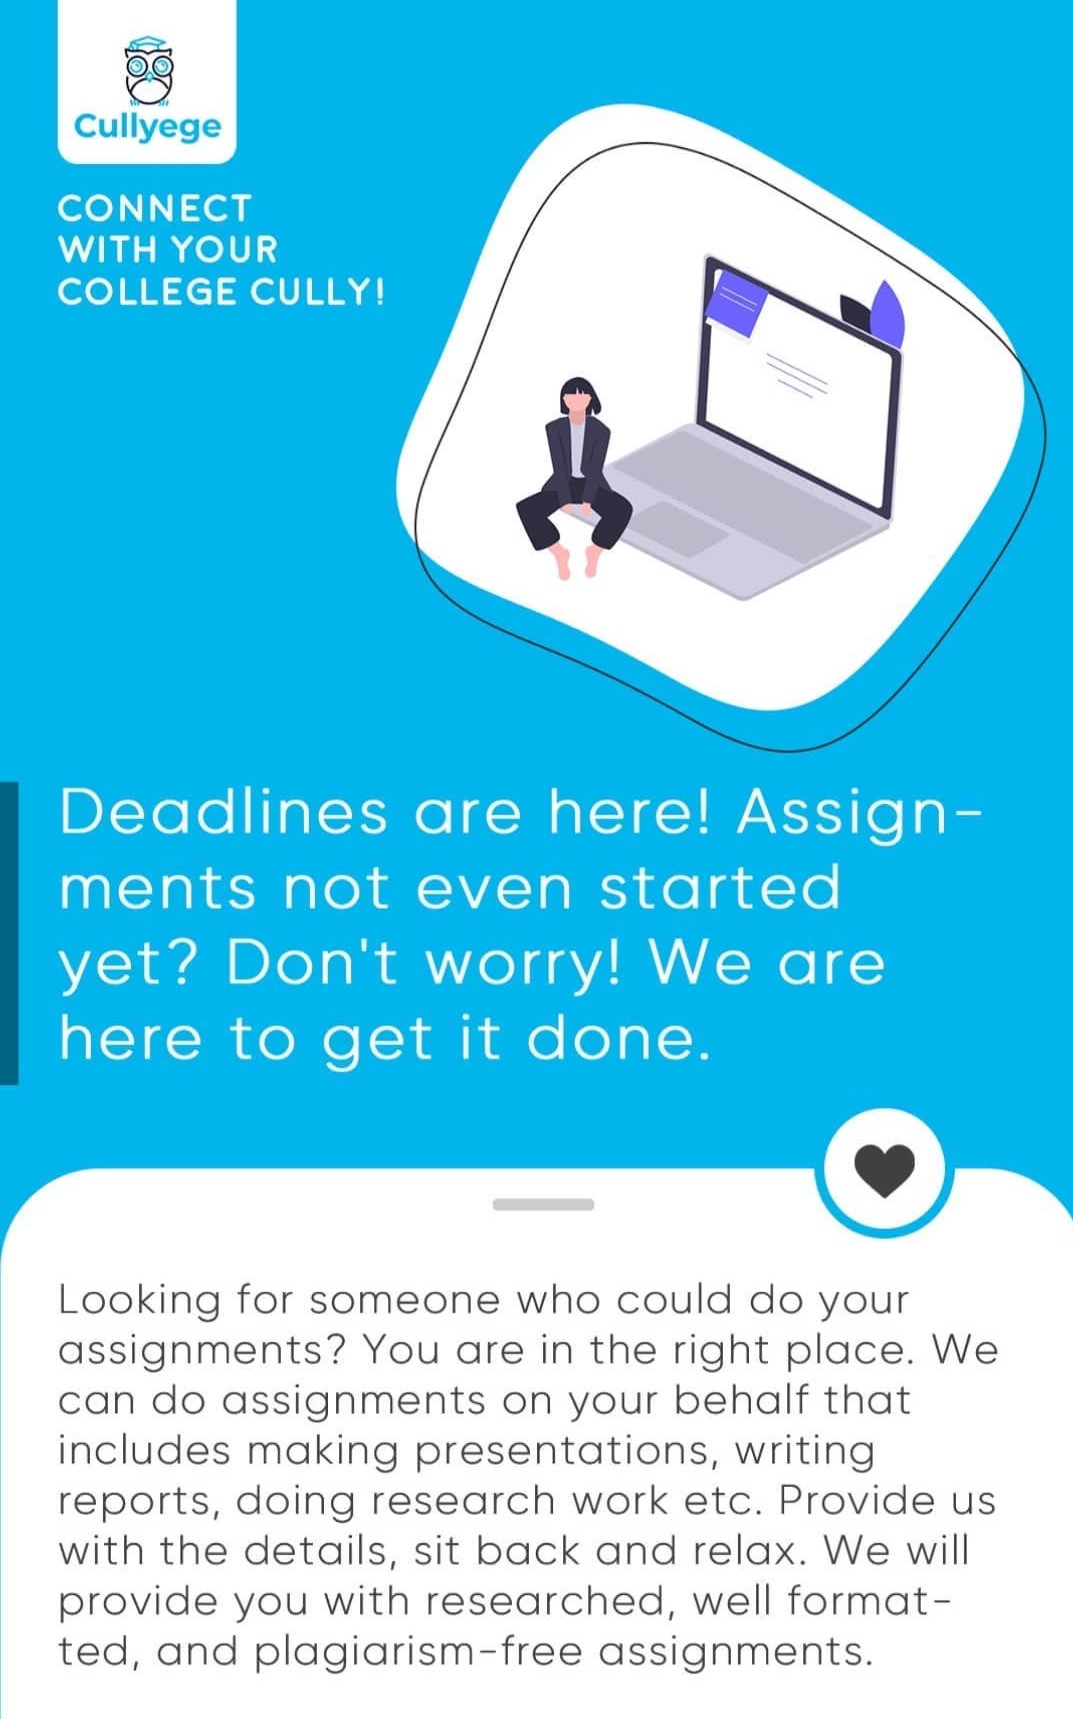 Cullyege
CONNECT
WITH YOUR
COLLEGE CULLY!
Deadlines are here! Assign-
ments not even started
yet? Don't worry! We are
here to get it done.
Looking for someone who could do your
assignments? You are in the right place. We
can do assignments on your behalf that
includes making presentations, writing
reports, doing research work etc. Provide us
with the details, sit back and relax. We will
provide you with researched, well format-
ted, and plagiarism-free assignments.